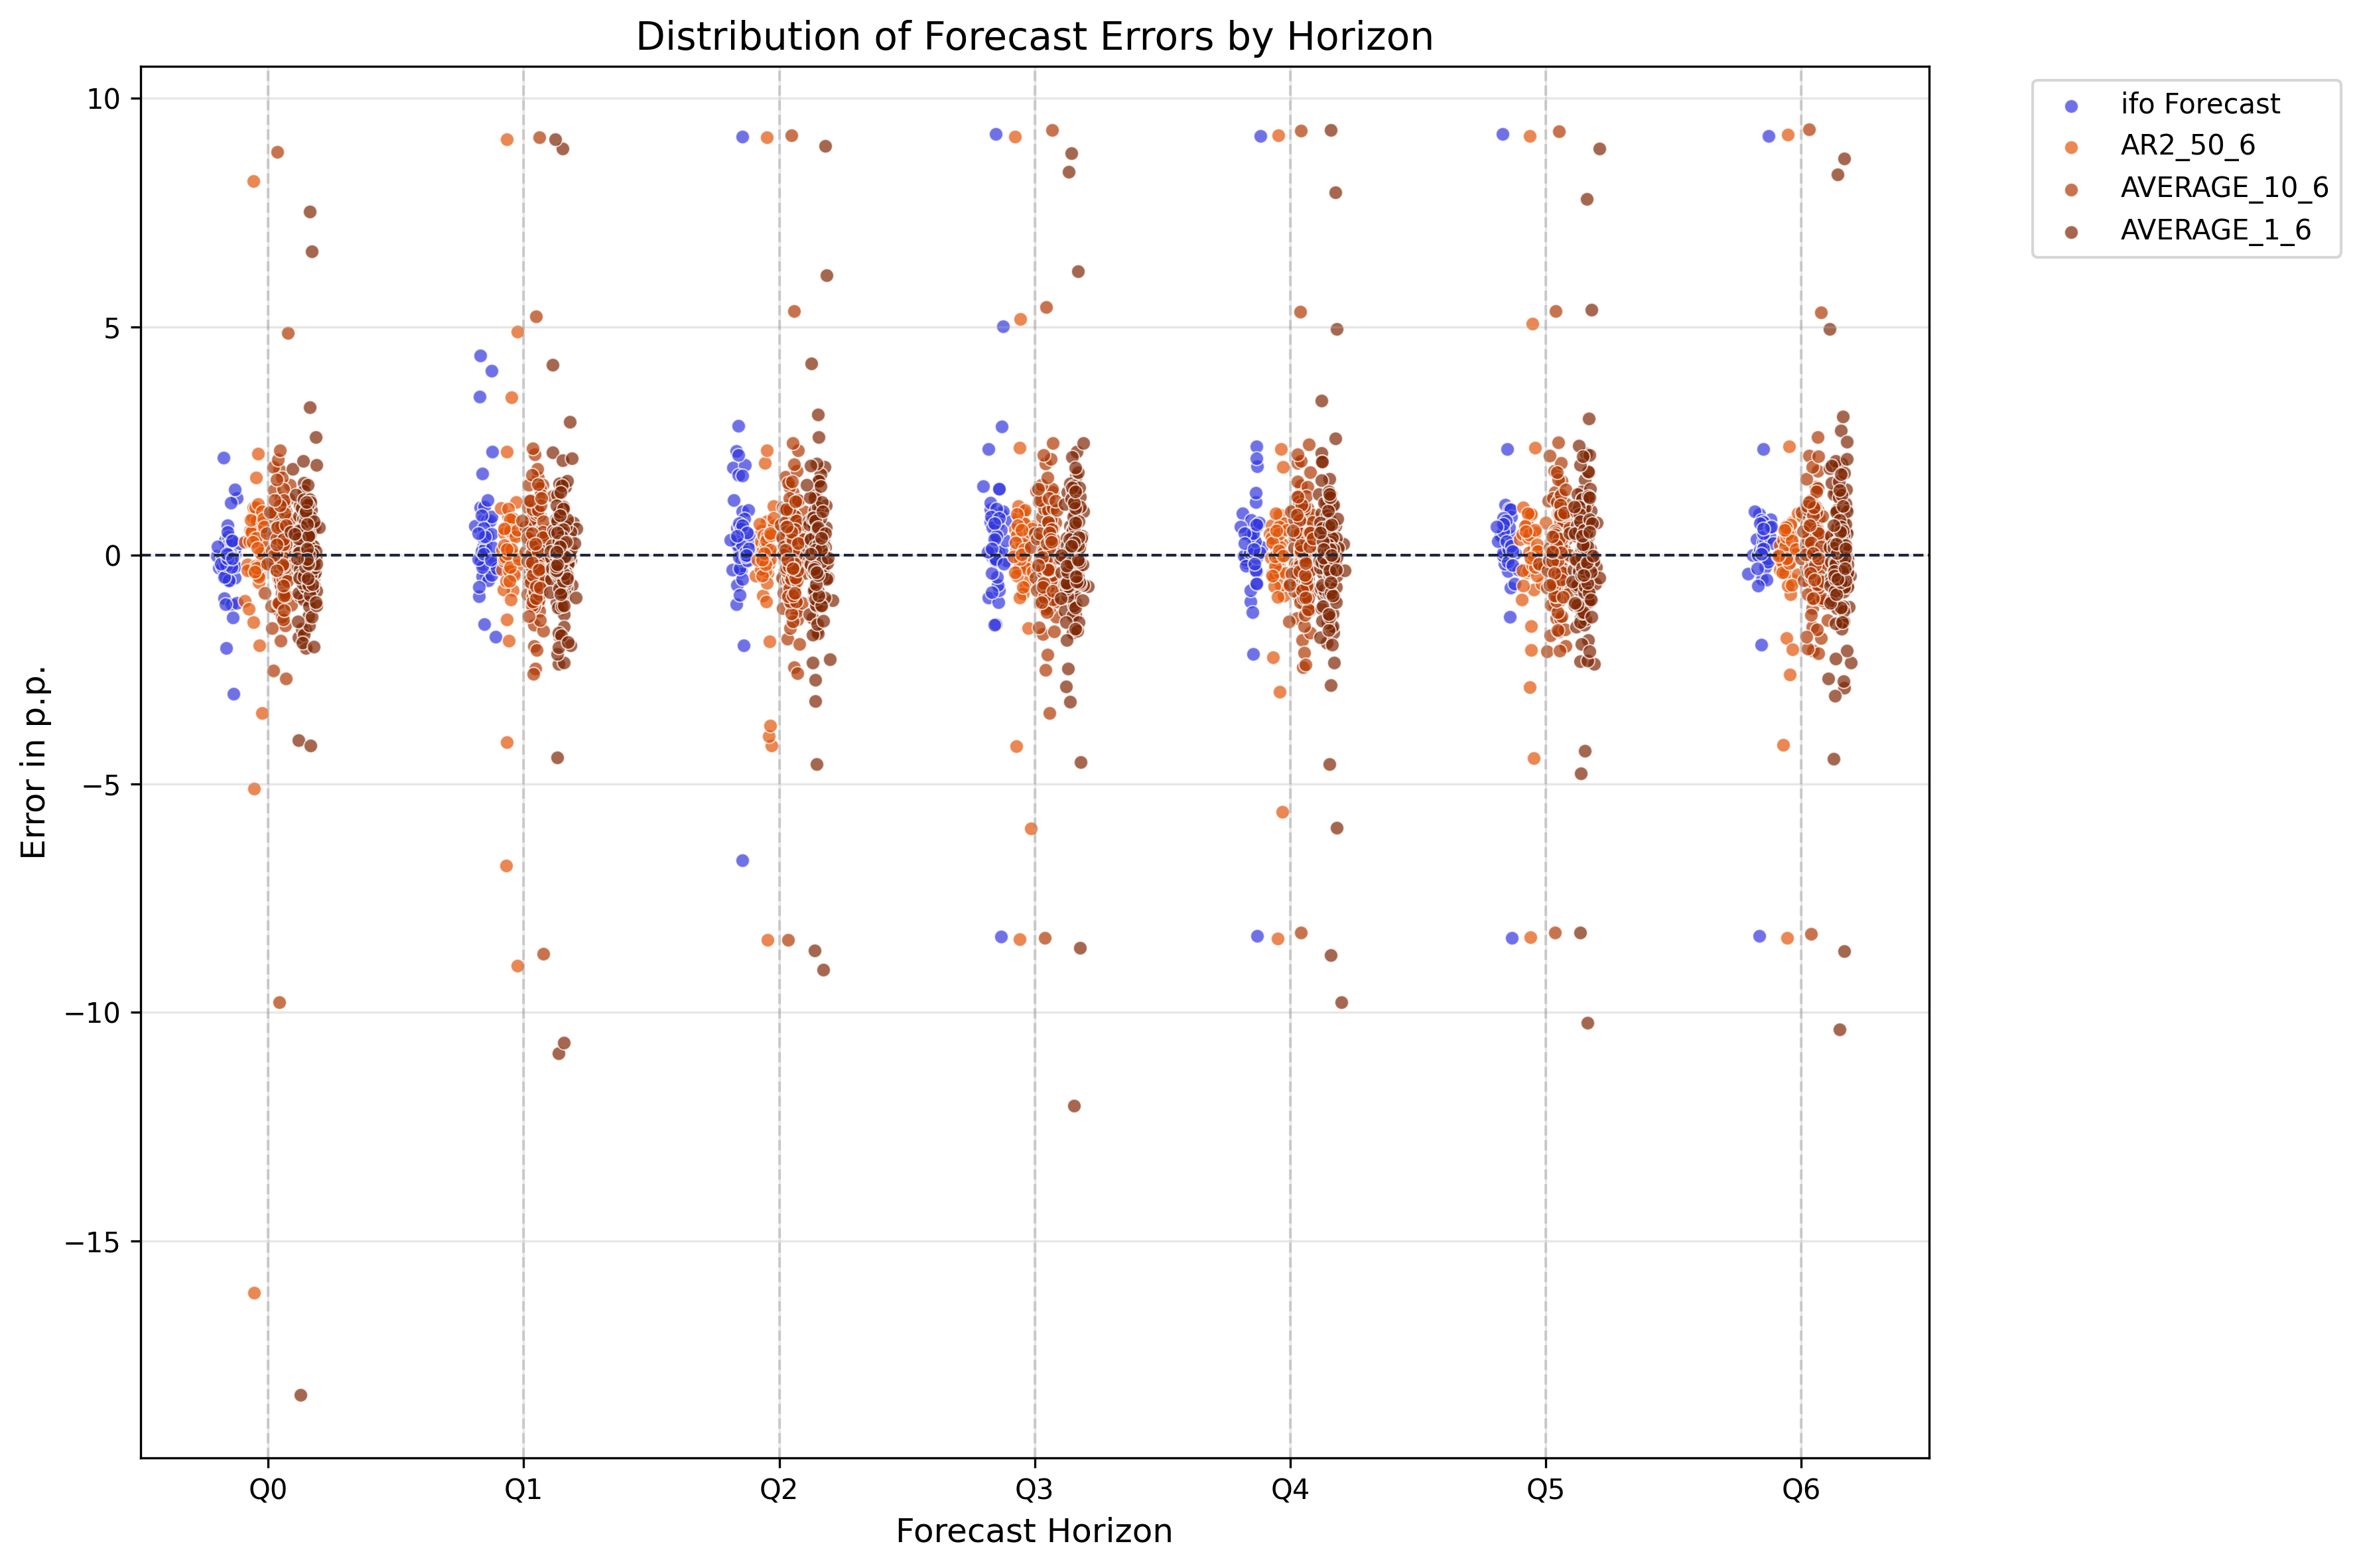 Distribution of Forecast Errors by Horizon
ifo Forecast
AR2_50_6
AVERAGE_10_6
AVERAGE_1_6
Error in p.p.
10
5
0
−5
−10
−15
Q0 Q1 Q2 Q3 Q4 Q5 Q6
Forecast Horizon